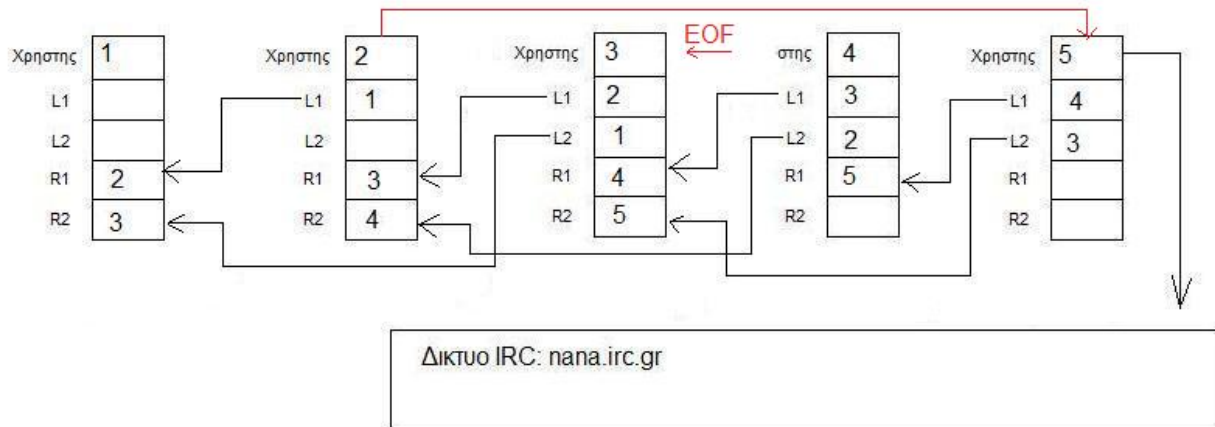 EOF
Χρηστης 1
L1
L2
R1 2
R2 3
Χρηστης 2
L1 1
L2
R1 3
R2 4
Χρηστης 3
L1 2
L2 1
R1 4
R2 5
στης 4
L1 3
L2 2
R1 5
R2
Χρηστης 5
L1 4
L2 3
R1
R2
Δικτυο IRC: nana.irc.gr